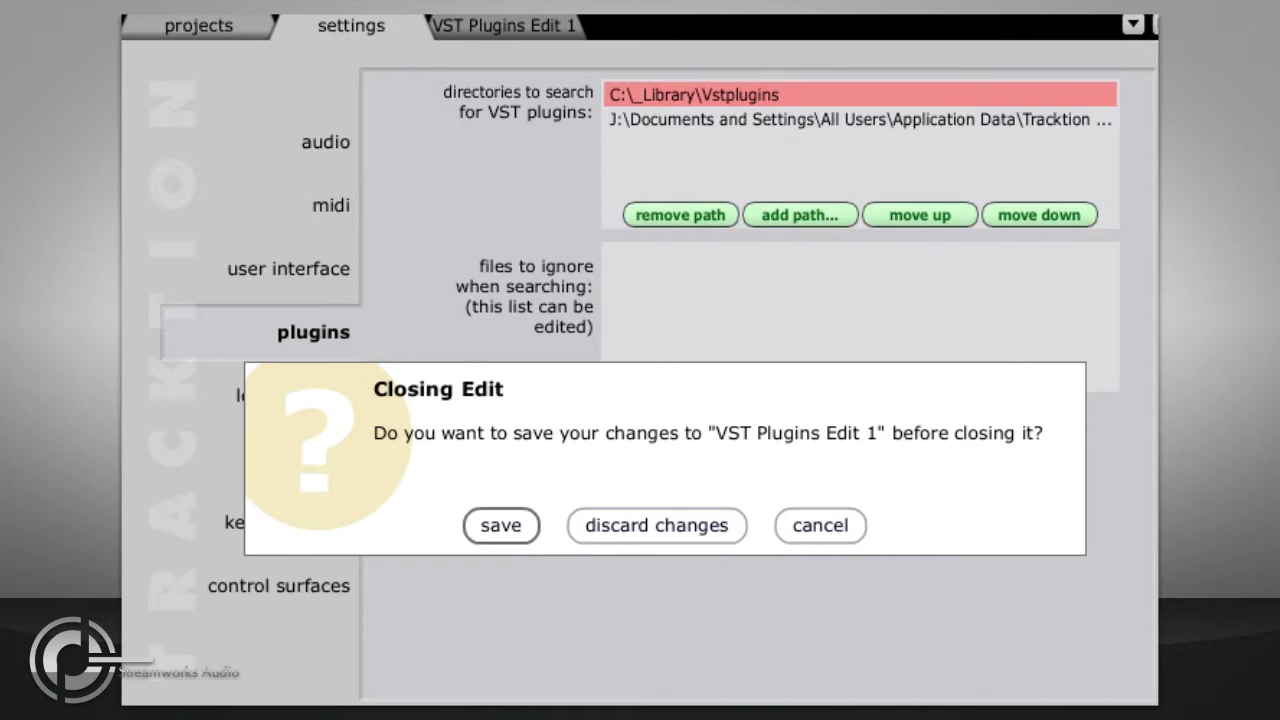 projects
settings
VST Plugins Edit 1
directories to search
for VST plugins:
C:\_Library\Vstplugins
J:\Documents and Settings\All Users\Application Data\Tracktion ...
remove path
add path...
move up
move down
audio
midi
user interface
plugins
files to ignore
when searching:
(this list can be
edited)
Closing Edit
Do you want to save your changes to "VST Plugins Edit 1" before closing it?
save
discard changes
cancel
ke
control surfaces
TRACKTION
Streamworks Audio